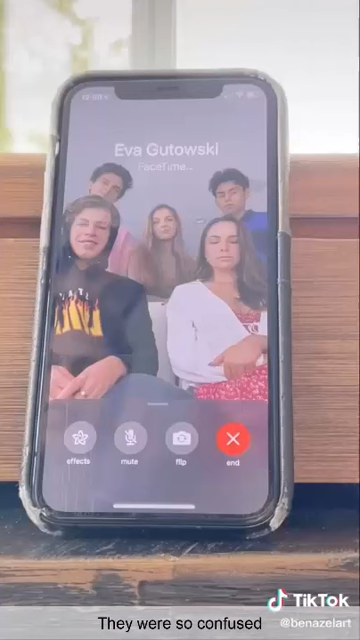 Eva Gutowski
FaceTime...
effects
mute
flip
end
TikTok
@benazelart
They were so confused